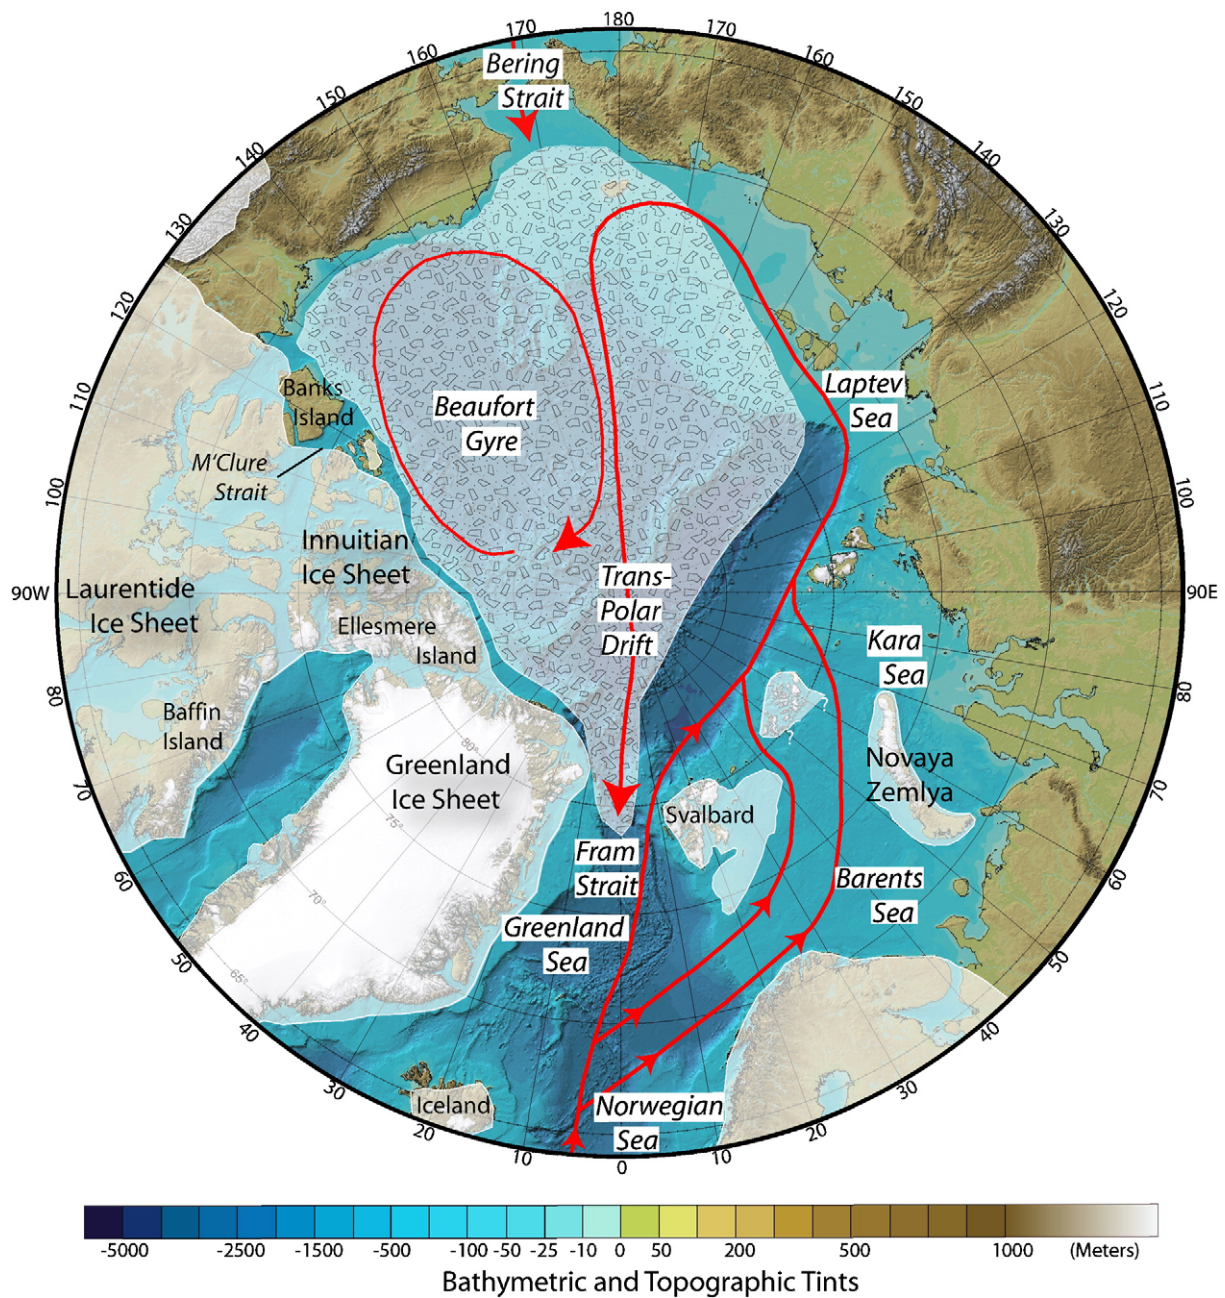 180
170
170
160
160
150
150
140
140
130
130
120
120
110
110
100
100
90W
90E
80
80
70
70
60
60
50
50
40
40
30
30
20
20
10
10
0
Bering
Strait
Laptev
Sea
Banks
Island
Beaufort
Gyre
M'Clure
Strait
Innuitian
Ice Sheet
Laurentide
Ice Sheet
Ellesmere
Island
Trans-
Polar
Drift
Kara
Sea
Baffin
Island
80°
Greenland
Ice Sheet
75°
70°
65°
Novaya
Zemlya
Svalbard
Fram
Strait
Barents
Sea
Greenland
Sea
Iceland
Norwegian
Sea
-5000 -2500 -1500 -500 -100 -50 -25 -10 0 50 200 500 1000 (Meters)
Bathymetric and Topographic Tints